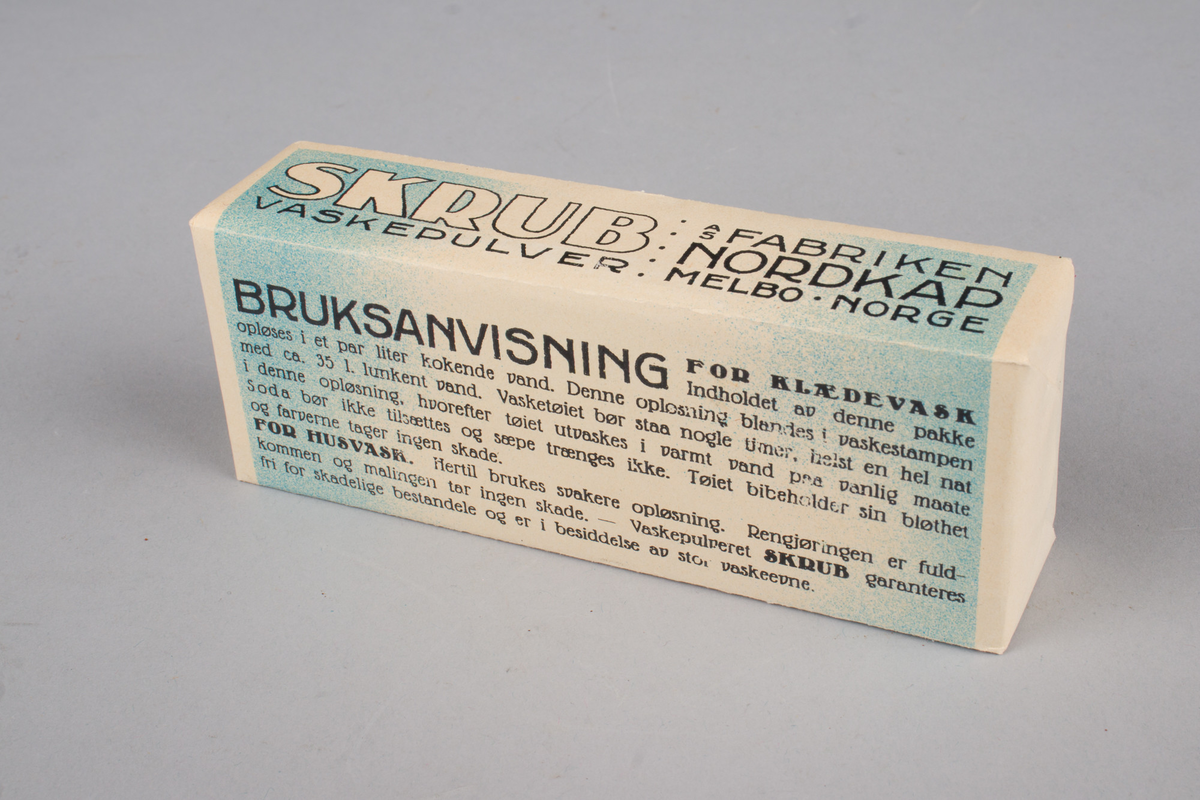 SKRUB
VASKEPULVER
A/S FABRIKEN
NORDKAP
MELBO · NORGE
BRUKSANVISNING FOR KLÆDEVASK
Indholdet av denne pakke
opløses i et par liter kokende vand. Denne opløsning blandes i vaskestampen
med ca. 35 l. lunkent vand. Vasketøiet bør staa nogle timer, helst en hel nat
i denne opløsning, hvorefter tøiet utvaskes i varmt vand paa vanlig maate
Soda bør ikke tilsættes og sæpe trænges ikke. Tøiet bibeholder sin bløthet
og farverne tager ingen skade.
FOR HUSVASK. Hertil brukes svakere opløsning. Rengjøringen er fuld-
kommen og malingen tar ingen skade. — Vaskepulveret SKRUB garanteres
fri for skadelige bestandele og er i besiddelse av stor vaskeevne.